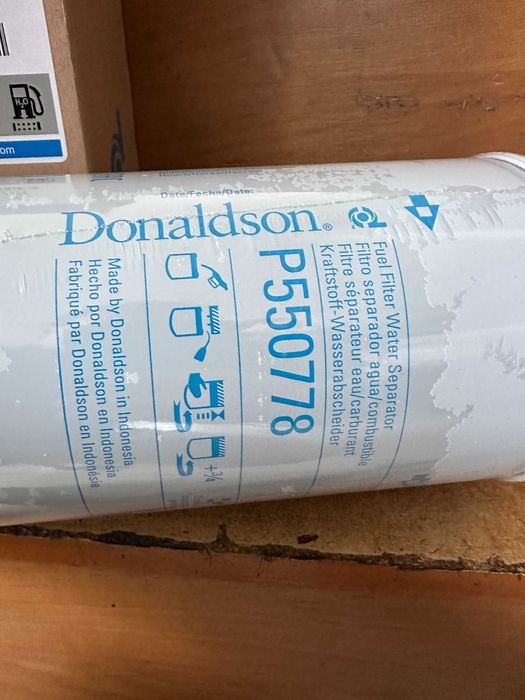 H₂O
om
Date/Fecha/Date:
Donaldson®
P550778
Fuel Filter Water Separator
Filtro separador agua/combustible
Filtre séparateur eau/carburant
Kraftstoff-Wasserabscheider
+¾
Made by Donaldson in Indonesia
Hecho por Donaldson en Indonesia
Fabriqué par Donaldson en Indonésie